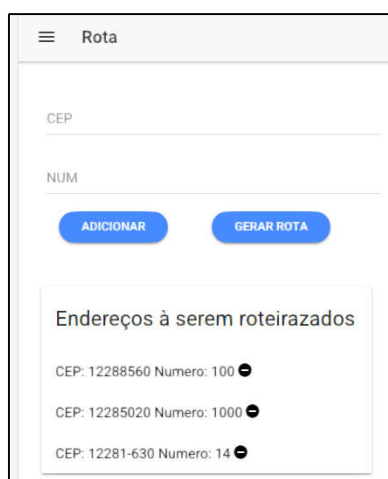 Rota
CEP
NUM
ADICIONAR GERAR ROTA
Endereços à serem roteirazados
CEP: 12288560 Numero: 100
CEP: 12285020 Numero: 1000
CEP: 12281-630 Numero: 14